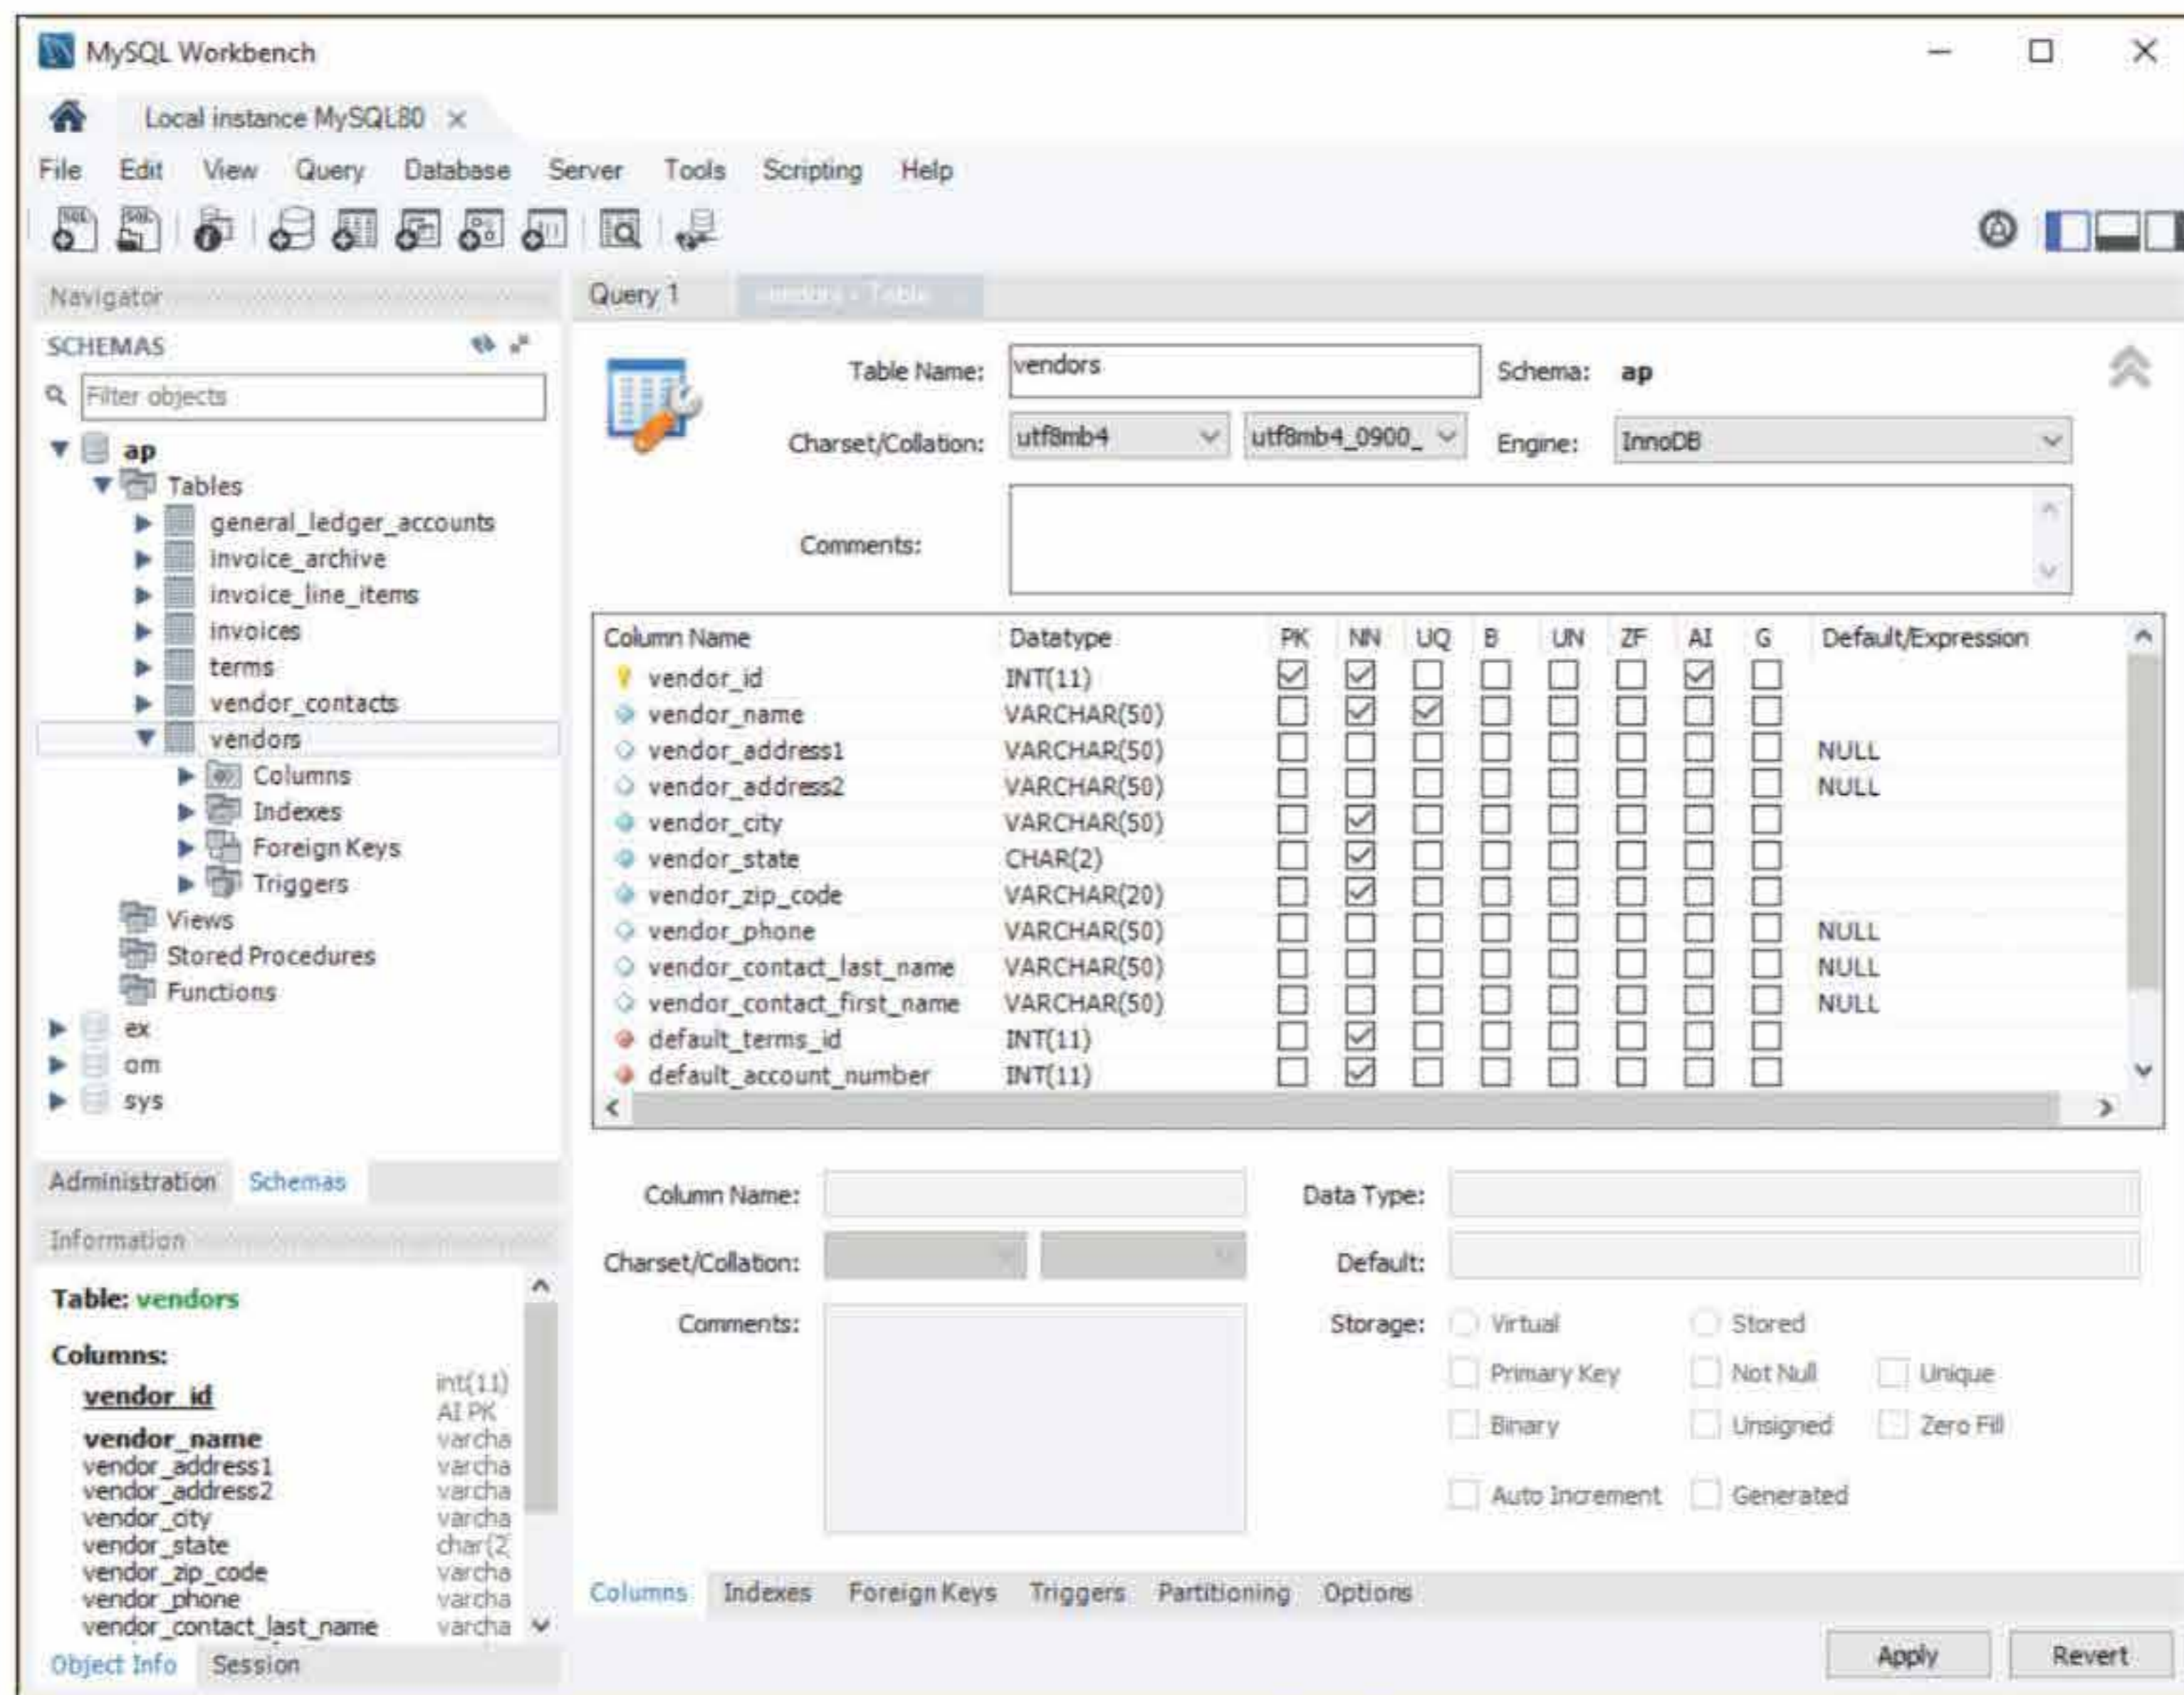 MySQL Workbench
Local instance MySQL80
File Edit View Query Database Server Tools Scripting Help
Navigator
SCHEMAS
Filter objects
ap
Tables
general_ledger_accounts
invoice_archive
invoice_line_items
invoices
terms
vendor_contacts
vendors
Columns
Indexes
Foreign Keys
Triggers
Views
Stored Procedures
Functions
ex
om
sys
Administration Schemas
Information
Table: vendors
Columns:
vendor_id int(11) AI PK
vendor_name varcha
vendor_address1 varcha
vendor_address2 varcha
vendor_city varcha
vendor_state char(2
vendor_zip_code varcha
vendor_phone varcha
vendor_contact_last_name varcha
Object Info Session
Query 1 vendors - Table
Table Name: vendors Schema: ap
Charset/Collation: utf8mb4 utf8mb4_0900_ Engine: InnoDB
Comments:
Column Name Datatype PK NN UQ B UN ZF AI G Default/Expression
vendor_id INT(11)
vendor_name VARCHAR(50)
vendor_address1 VARCHAR(50) NULL
vendor_address2 VARCHAR(50) NULL
vendor_city VARCHAR(50)
vendor_state CHAR(2)
vendor_zip_code VARCHAR(20)
vendor_phone VARCHAR(50) NULL
vendor_contact_last_name VARCHAR(50) NULL
vendor_contact_first_name VARCHAR(50) NULL
default_terms_id INT(11)
default_account_number INT(11)
Column Name: Data Type:
Charset/Collation: Default:
Comments: Storage: Virtual Stored
Primary Key Not Null Unique
Binary Unsigned Zero Fill
Auto Increment Generated
Columns Indexes Foreign Keys Triggers Partitioning Options
Apply Revert